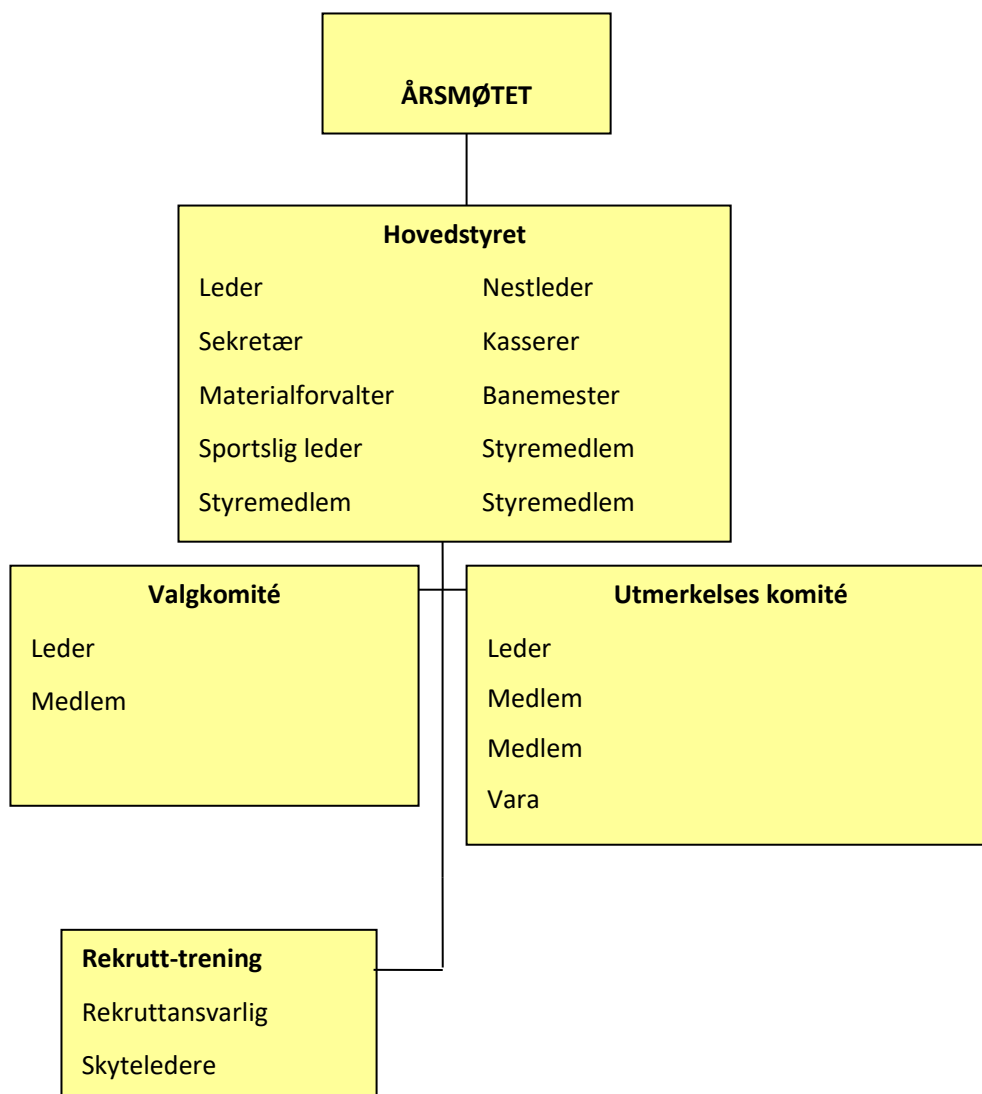 ÅRSMØTET
Hovedstyret
Leder Nestleder
Sekretær Kasserer
Materialforvalter Banemester
Sportslig leder Styremedlem
Styremedlem Styremedlem
Valgkomité
Leder
Medlem
Utmerkelses komité
Leder
Medlem
Medlem
Vara
Rekrutt-trening
Rekruttansvarlig
Skyteledere